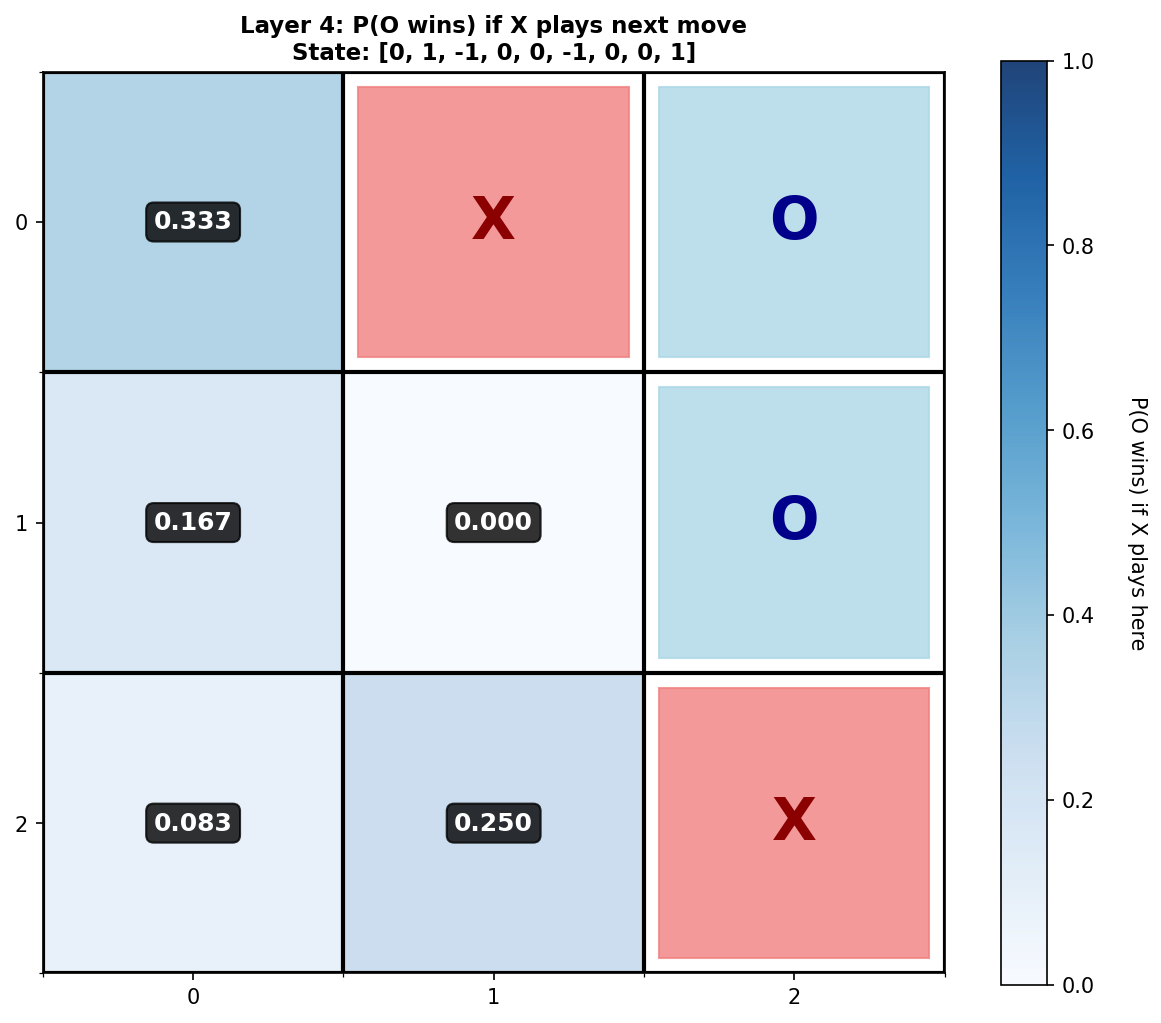 Layer 4: P(O wins) if X plays next move
State: [0, 1, -1, 0, 0, -1, 0, 0, 1]
0.333
X
O
0
0.167
0.000
O
1
0.083
0.250
X
2
0
1
2
1.0
0.8
0.6
0.4
0.2
0.0
P(O wins) if X plays here